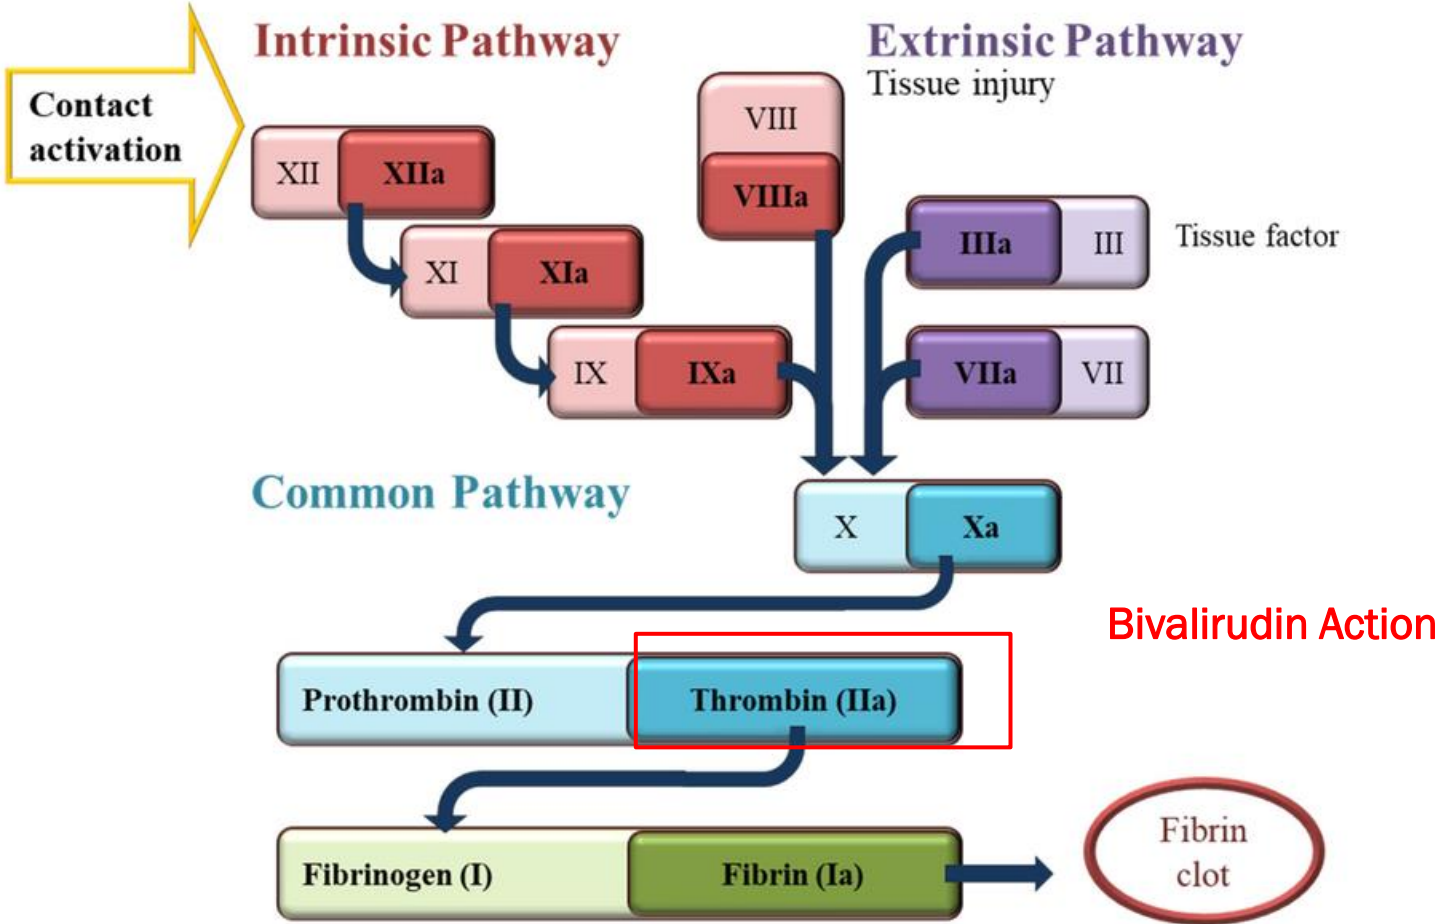 Intrinsic Pathway
Extrinsic Pathway
Tissue injury
Contact
activation
VIII
XII
XIIa
VIIIa
XI
XIa
IIIa
III
Tissue factor
IX
IXa
VIIa
VII
Common Pathway
X
Xa
Bivalirudin Action
Prothrombin (II)
Thrombin (IIa)
Fibrinogen (I)
Fibrin (Ia)
Fibrin
clot